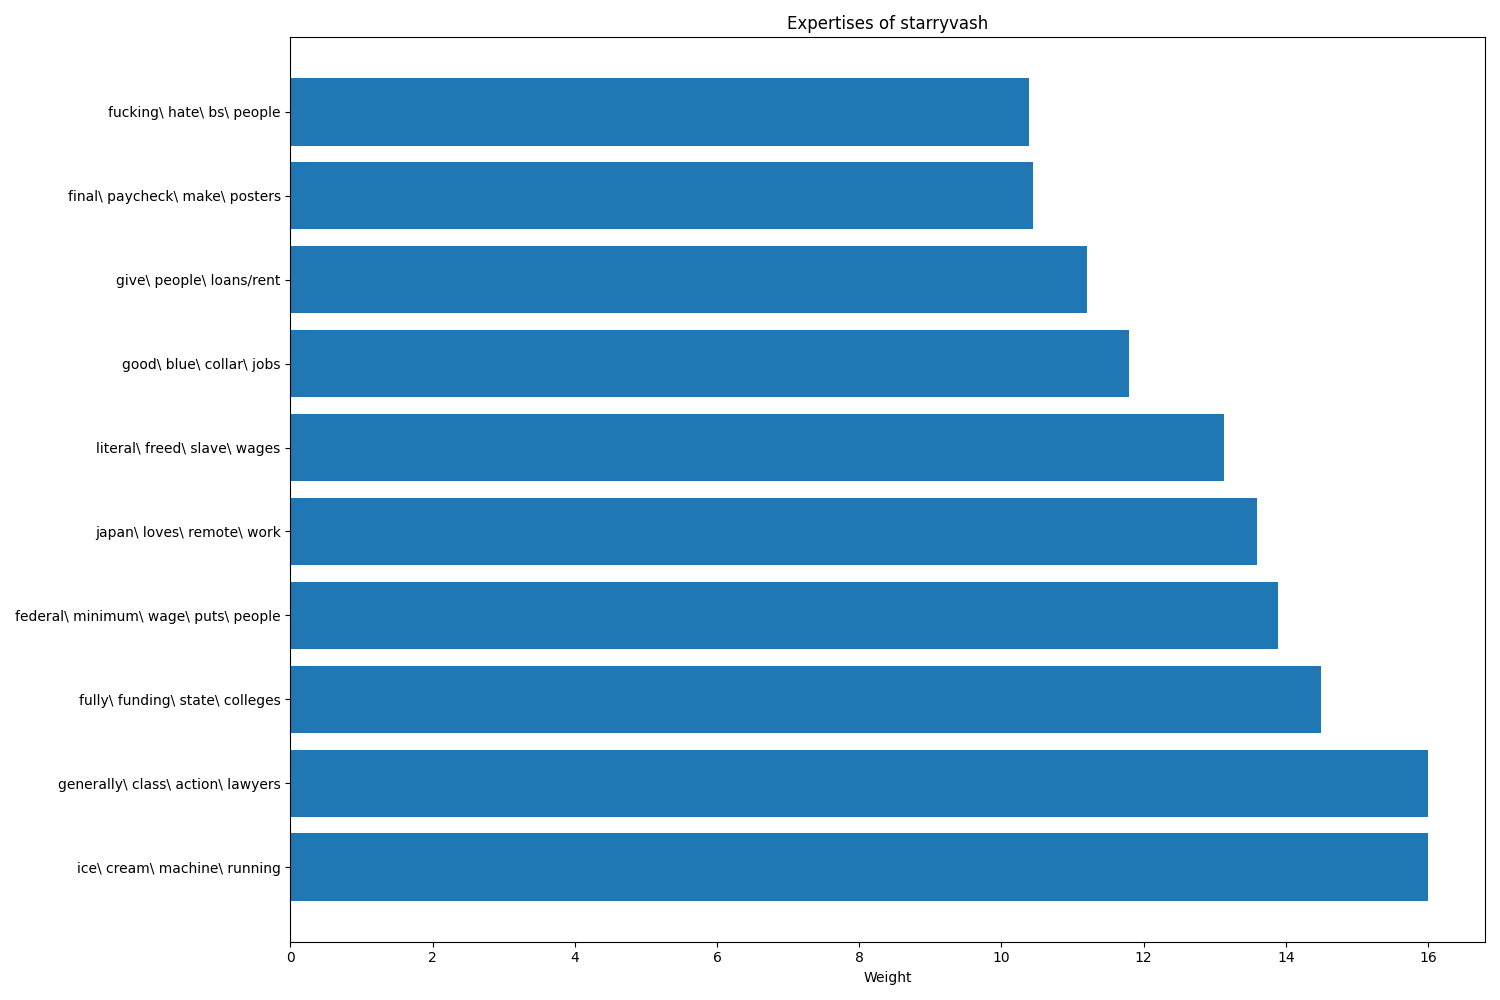 Expertises of starryvash
fucking\ hate\ bs\ people
final\ paycheck\ make\ posters
give\ people\ loans/rent
good\ blue\ collar\ jobs
literal\ freed\ slave\ wages
japan\ loves\ remote\ work
federal\ minimum\ wage\ puts\ people
fully\ funding\ state\ colleges
generally\ class\ action\ lawyers
ice\ cream\ machine\ running
0 2 4 6 8 10 12 14 16
Weight